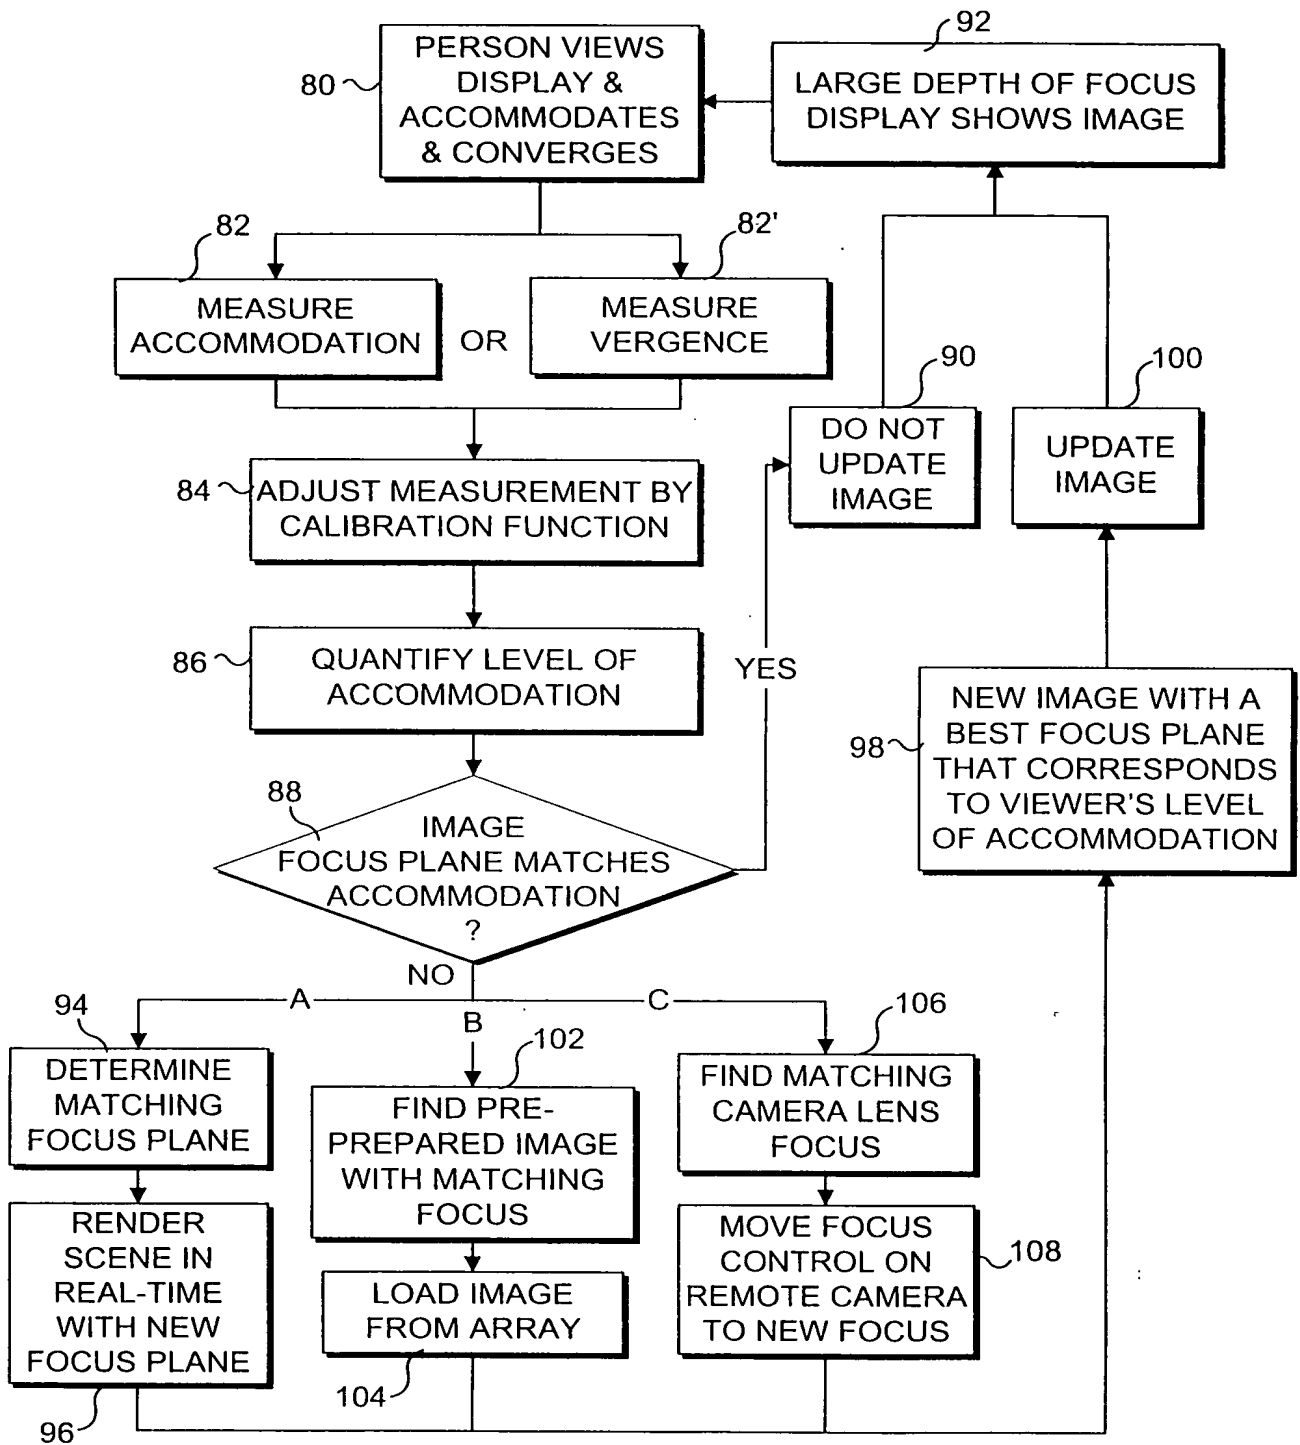 92
PERSON VIEWS
DISPLAY &
ACCOMMODATES
& CONVERGES
80
LARGE DEPTH OF FOCUS
DISPLAY SHOWS IMAGE
82
82'
MEASURE
ACCOMMODATION
OR
MEASURE
VERGENCE
90
100
DO NOT
UPDATE
IMAGE
UPDATE
IMAGE
84
ADJUST MEASUREMENT BY
CALIBRATION FUNCTION
86
QUANTIFY LEVEL OF
ACCOMMODATION
YES
98
NEW IMAGE WITH A
BEST FOCUS PLANE
THAT CORRESPONDS
TO VIEWER'S LEVEL
OF ACCOMMODATION
88
IMAGE
FOCUS PLANE MATCHES
ACCOMMODATION
?
NO
A
B
C
94
DETERMINE
MATCHING
FOCUS PLANE
102
FIND PRE-
PREPARED IMAGE
WITH MATCHING
FOCUS
106
FIND MATCHING
CAMERA LENS
FOCUS
RENDER
SCENE IN
REAL-TIME
WITH NEW
FOCUS PLANE
96
LOAD IMAGE
FROM ARRAY
104
MOVE FOCUS
CONTROL ON
REMOTE CAMERA
TO NEW FOCUS
108